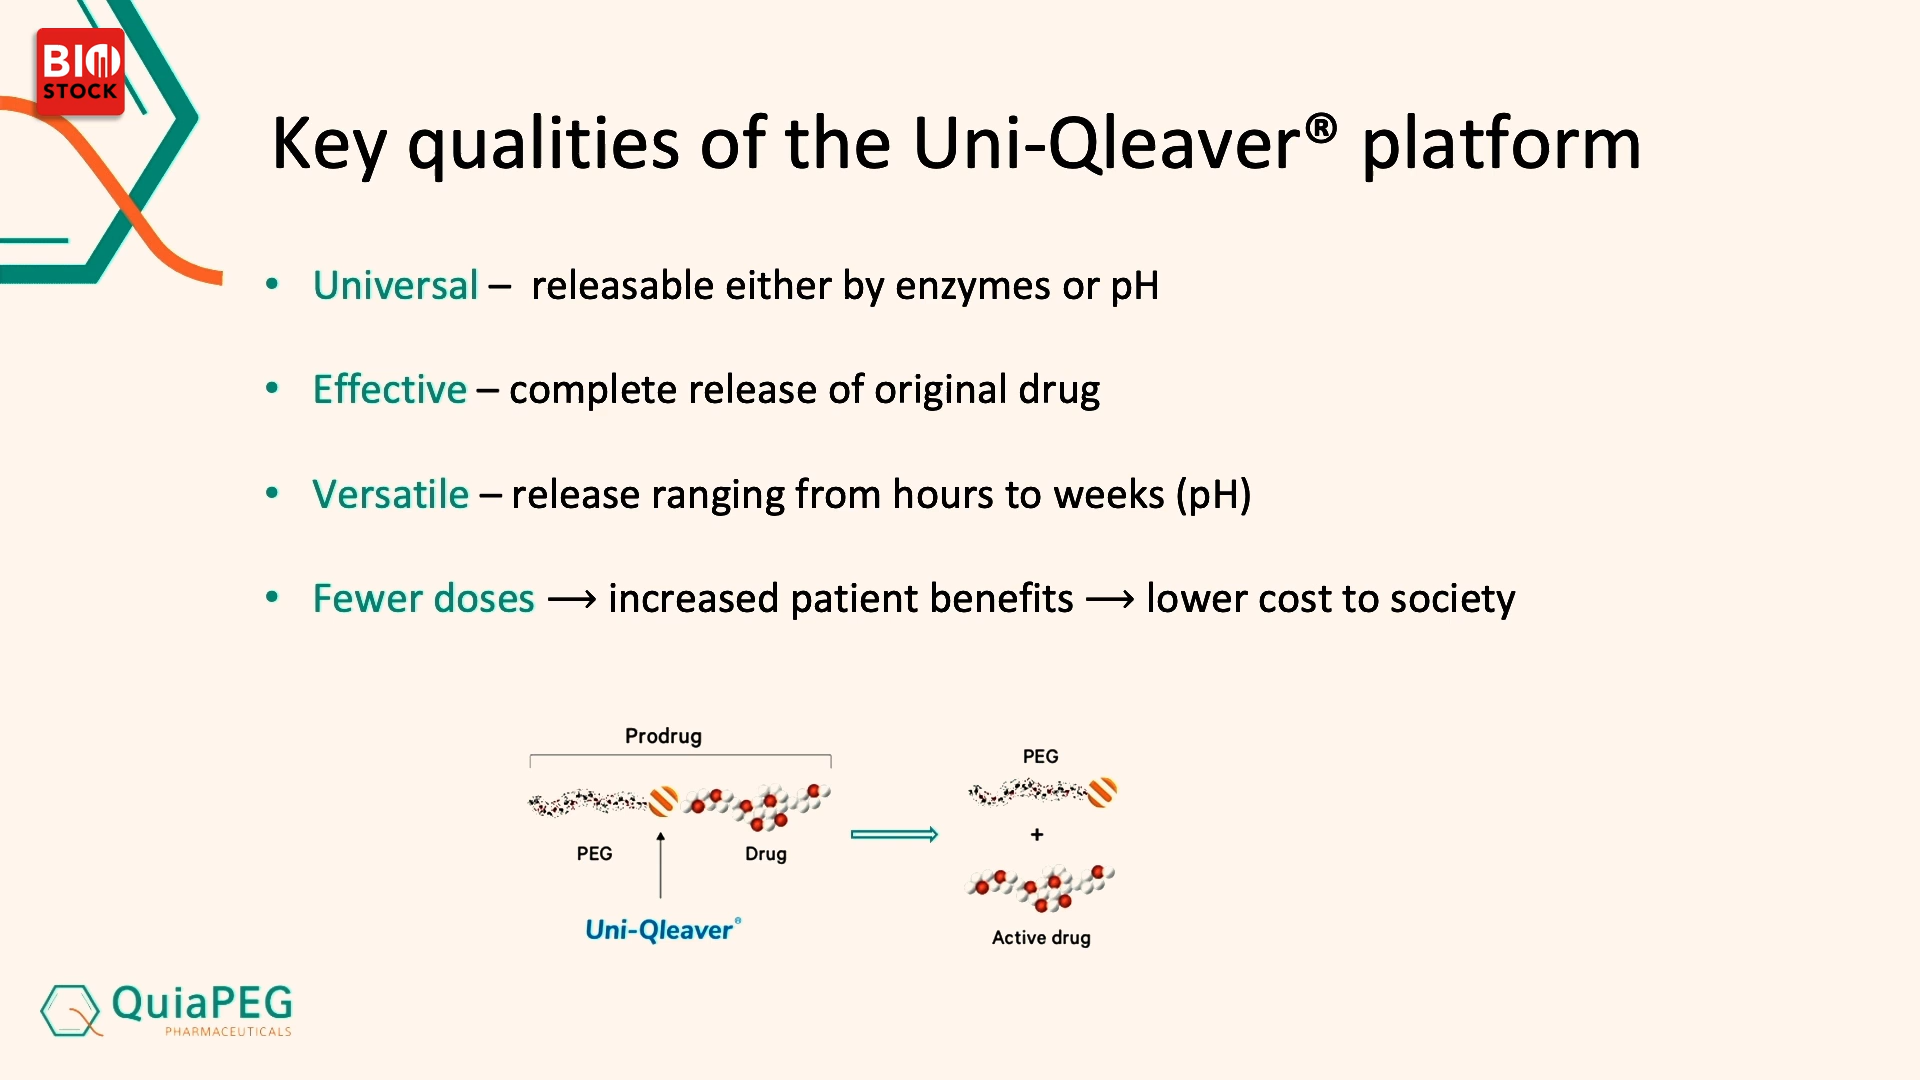 BIO
STOCK
Key qualities of the Uni-Qleaver® platform
• Universal – releasable either by enzymes or pH
• Effective – complete release of original drug
• Versatile – release ranging from hours to weeks (pH)
• Fewer doses ⟶ increased patient benefits ⟶ lower cost to society
Prodrug
PEG
Drug
Uni-Qleaver®
PEG
+
Active drug
QuiaPEG
PHARMACEUTICALS